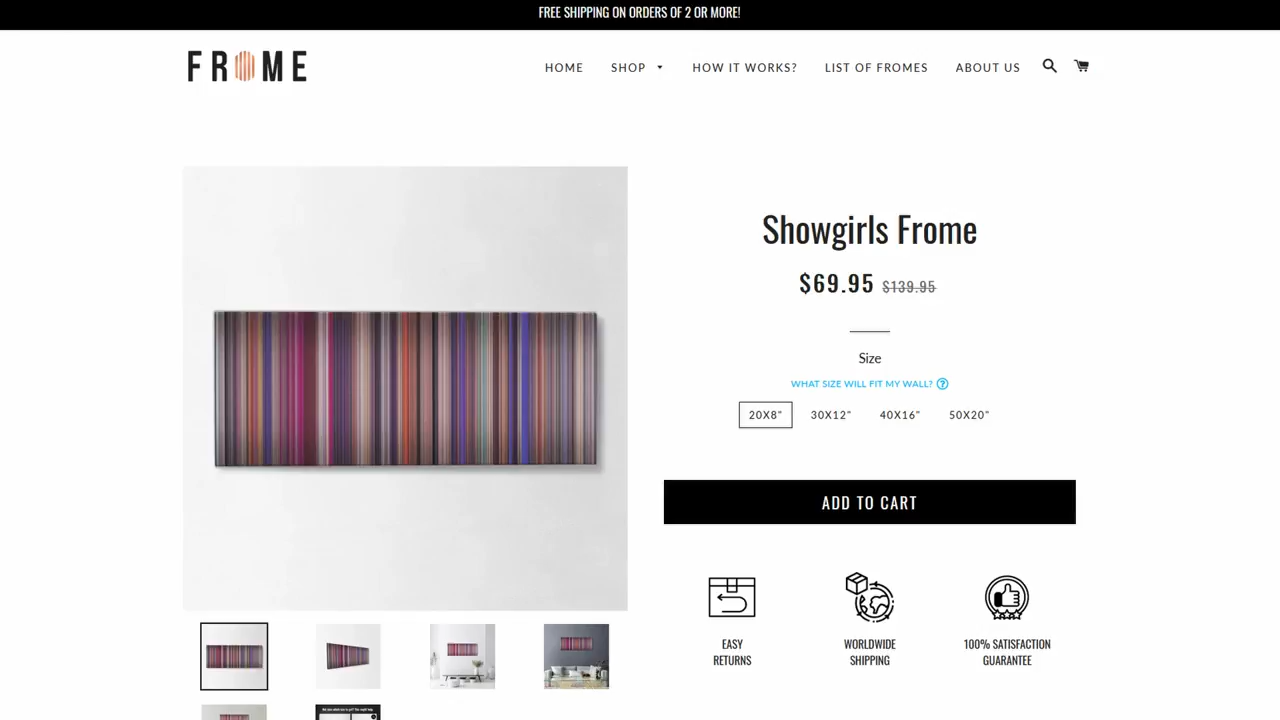 FREE SHIPPING ON ORDERS OF 2 OR MORE!
FROME
HOME
SHOP
HOW IT WORKS?
LIST OF FROMES
ABOUT US
Showgirls Frome
$69.95 $139.95
Size
WHAT SIZE WILL FIT MY WALL? ?
20X8"
30X12"
40X16"
50X20"
ADD TO CART
EASY
RETURNS
WORLDWIDE
SHIPPING
100% SATISFACTION
GUARANTEE